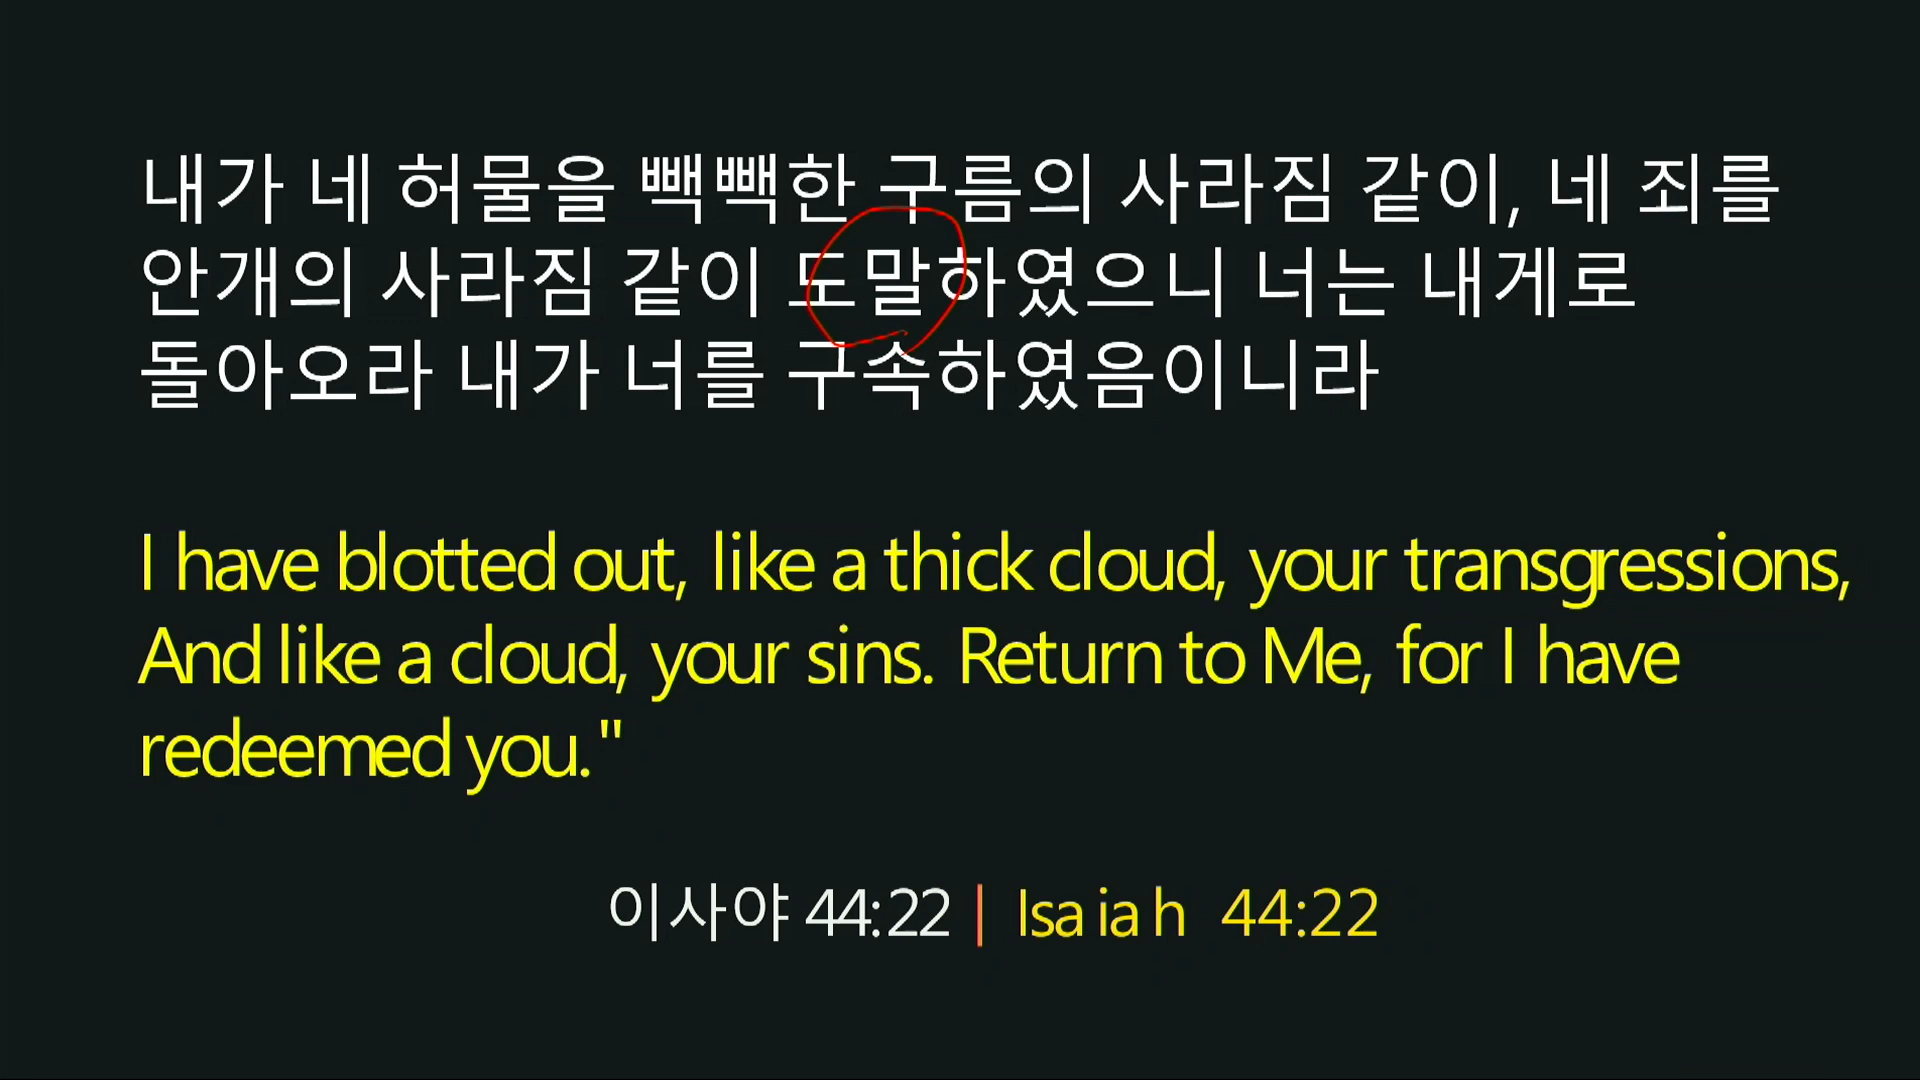 내가 네 허물을 빽빽한 구름의 사라짐 같이, 네 죄를
안개의 사라짐 같이 도말하였으니 너는 내게로
돌아오라 내가 너를 구속하였음이니라
I have blotted out, like a thick cloud, your transgressions,
And like a cloud, your sins. Return to Me, for I have
redeemed you."
이사야 44:22 | Isaiah 44:22